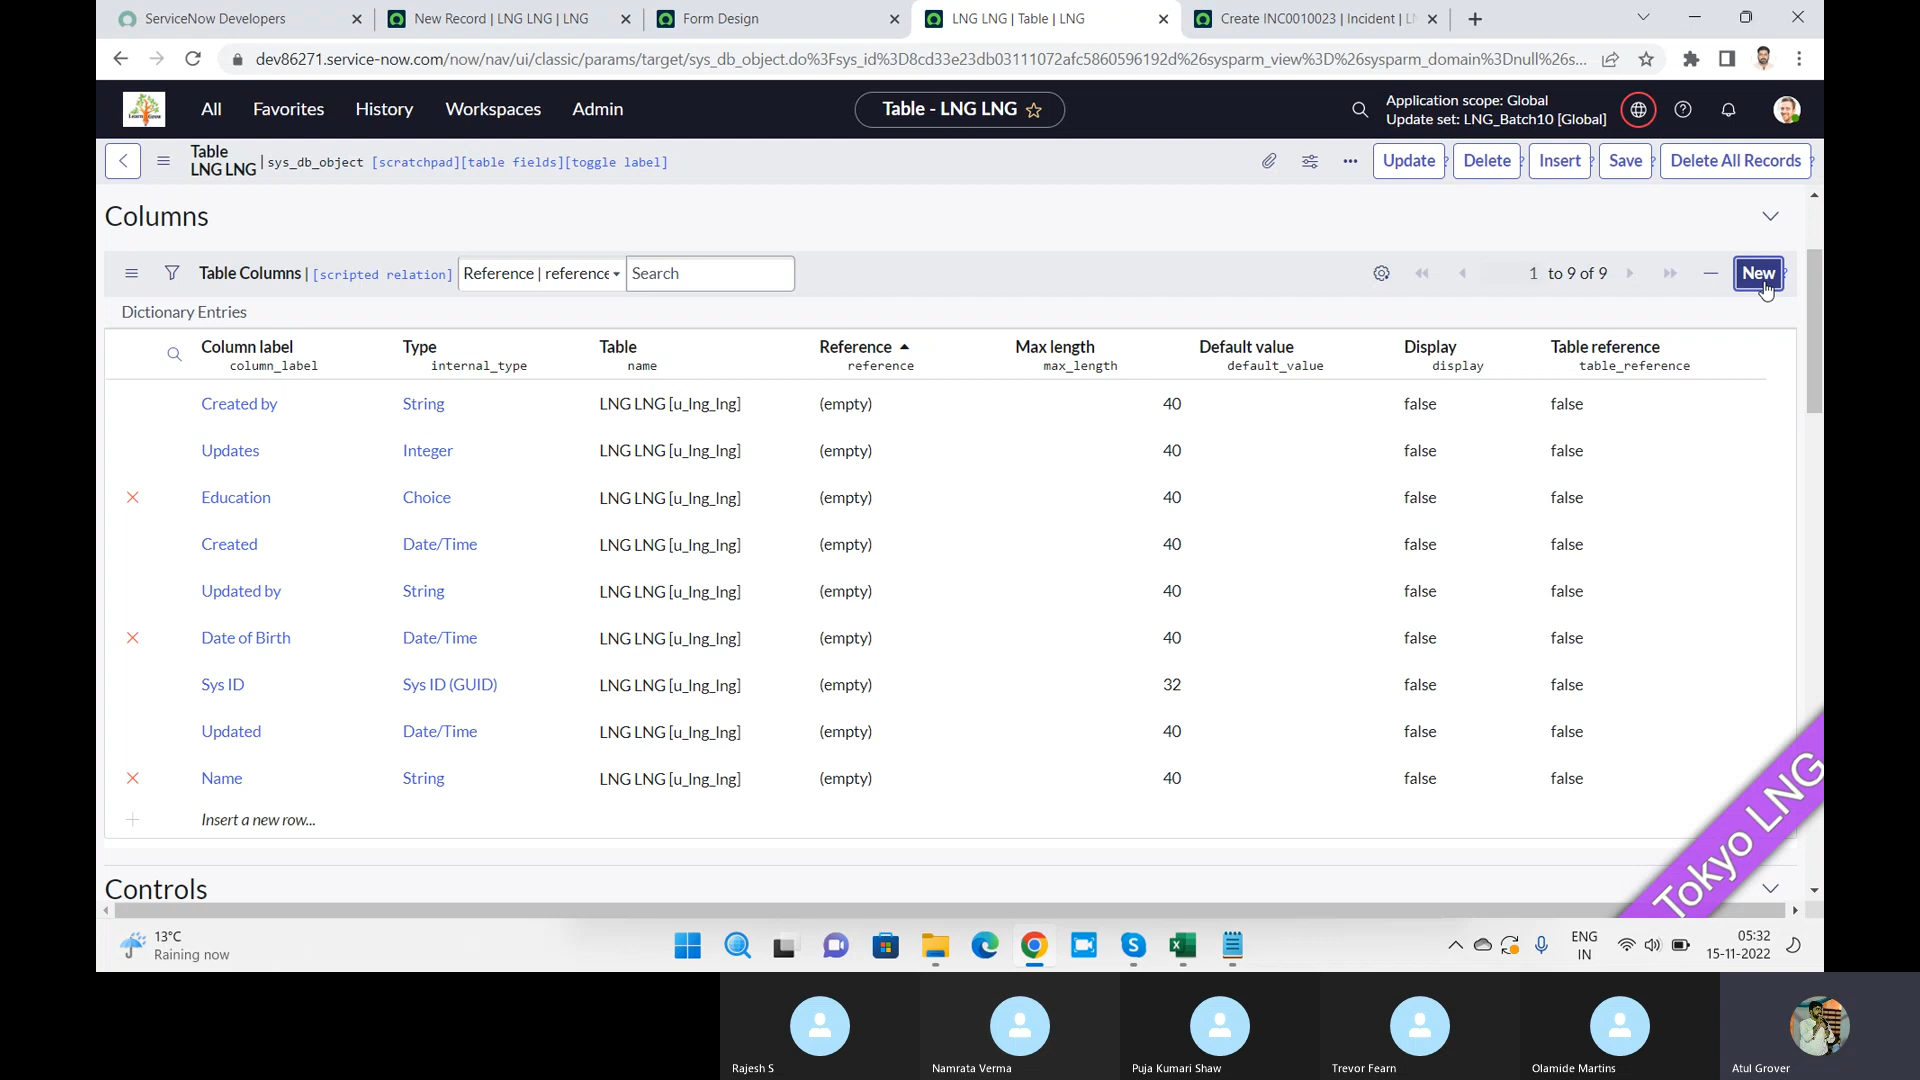 ServiceNow Developers
New Record | LNG LNG | LNG
Form Design
LNG LNG | Table | LNG
Create INC0010023 | Incident | LN
dev86271.service-now.com/now/nav/ui/classic/params/target/sys_db_object.do%3Fsys_id%3D8cd33e23db03111072afc5860596192d%26sysparm_view%3D%26sysparm_domain%3Dnull%26s...
All
Favorites
History
Workspaces
Admin
Table - LNG LNG
Application scope: Global
Update set: LNG_Batch10 [Global]
Table
LNG LNG | sys_db_object [scratchpad][table fields][toggle label]
Update
Delete
Insert
Save
Delete All Records
Columns
Table Columns | [scripted relation]
Reference | reference
Search
1 to 9 of 9
New
Dictionary Entries
Column label Type Table Reference Max length Default value Display Table reference
column_label internal_type name reference max_length default_value display table_reference
Created by String LNG LNG [u_lng_lng] (empty) 40 false false
Updates Integer LNG LNG [u_lng_lng] (empty) 40 false false
Education Choice LNG LNG [u_lng_lng] (empty) 40 false false
Created Date/Time LNG LNG [u_lng_lng] (empty) 40 false false
Updated by String LNG LNG [u_lng_lng] (empty) 40 false false
Date of Birth Date/Time LNG LNG [u_lng_lng] (empty) 40 false false
Sys ID Sys ID (GUID) LNG LNG [u_lng_lng] (empty) 32 false false
Updated Date/Time LNG LNG [u_lng_lng] (empty) 40 false false
Name String LNG LNG [u_lng_lng] (empty) 40 false false
Insert a new row...
Tokyo LNG
Controls
13°C
Raining now
ENG
IN
05:32
15-11-2022
Rajesh S
Namrata Verma
Puja Kumari Shaw
Trevor Fearn
Olamide Martins
Atul Grover